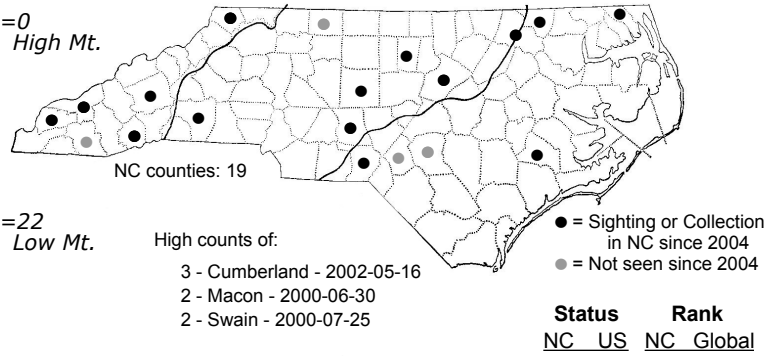 =0
High Mt.
NC counties: 19
=22
Low Mt.
High counts of:
3 - Cumberland - 2002-05-16
2 - Macon - 2000-06-30
2 - Swain - 2000-07-25
= Sighting or Collection
in NC since 2004
= Not seen since 2004
Status Rank
NC US NC Global